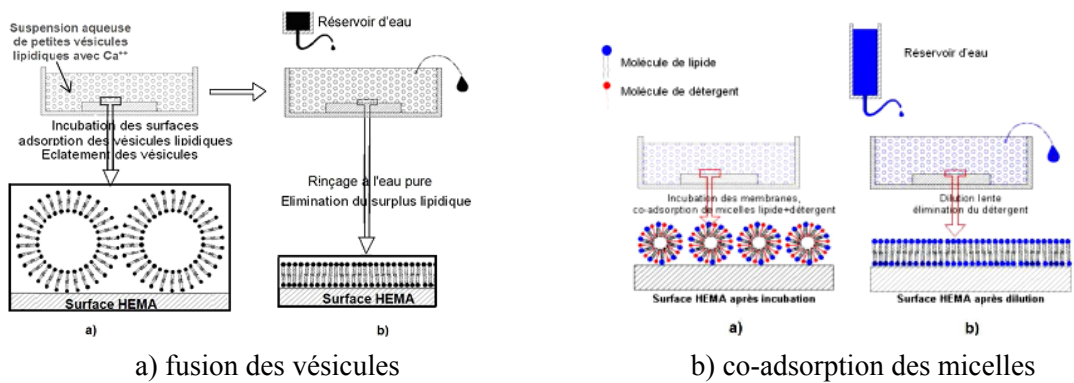 Suspension aqueuse
de petites vésicules
lipidiques avec Ca⁺⁺
Réservoir d'eau
Incubation des surfaces
adsorption des vésicules lipidiques
Eclatement des vésicules
Rinçage à l'eau pure
Elimination du surplus lipidique
Surface HEMA
a)
Surface HEMA
b)
a) fusion des vésicules
Molécule de lipide
Molécule de détergent
Réservoir d'eau
Incubation des membranes,
co-adsorption de micelles lipide+détergent
Surface HEMA après incubation
a)
Dilution lente
élimination du détergent
Surface HEMA après dilution
b)
b) co-adsorption des micelles